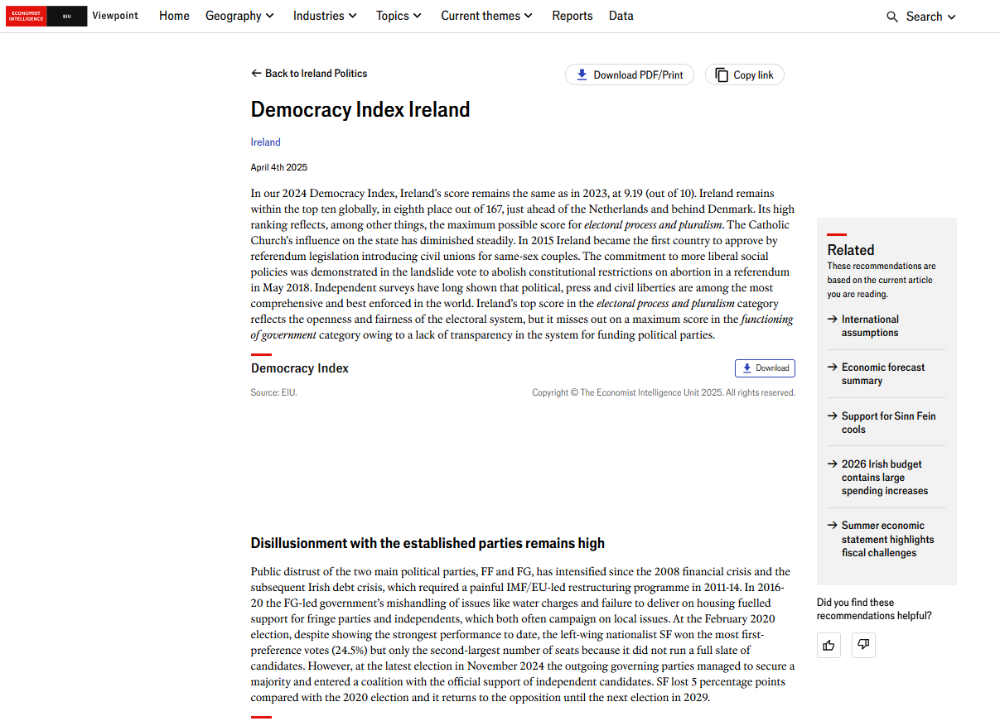 ECONOMIST
INTELLIGENCE
EIU
Viewpoint
Home
Geography
Industries
Topics
Current themes
Reports
Data
Search
Back to Ireland Politics
Download PDF/Print
Copy link
Democracy Index Ireland
Ireland
April 4th 2025
In our 2024 Democracy Index, Ireland’s score remains the same as in 2023, at 9.19 (out of 10). Ireland remains
within the top ten globally, in eighth place out of 167, just ahead of the Netherlands and behind Denmark. Its high
ranking reflects, among other things, the maximum possible score for electoral process and pluralism. The Catholic
Church’s influence on the state has diminished steadily. In 2015 Ireland became the first country to approve by
referendum legislation introducing civil unions for same-sex couples. The commitment to more liberal social
policies was demonstrated in the landslide vote to abolish constitutional restrictions on abortion in a referendum
in May 2018. Independent surveys have long shown that political, press and civil liberties are among the most
comprehensive and best enforced in the world. Ireland’s top score in the electoral process and pluralism category
reflects the openness and fairness of the electoral system, but it misses out on a maximum score in the functioning
of government category owing to a lack of transparency in the system for funding political parties.
Democracy Index
Download
Source: EIU.
Copyright © The Economist Intelligence Unit 2025. All rights reserved.
Disillusionment with the established parties remains high
Public distrust of the two main political parties, FF and FG, has intensified since the 2008 financial crisis and the
subsequent Irish debt crisis, which required a painful IMF/EU-led restructuring programme in 2011-14. In 2016-
20 the FG-led government’s mishandling of issues like water charges and failure to deliver on housing fuelled
support for fringe parties and independents, which both often campaign on local issues. At the February 2020
election, despite showing the strongest performance to date, the left-wing nationalist SF won the most first-
preference votes (24.5%) but only the second-largest number of seats because it did not run a full slate of
candidates. However, at the latest election in November 2024 the outgoing governing parties managed to secure a
majority and entered a coalition with the official support of independent candidates. SF lost 5 percentage points
compared with the 2020 election and it returns to the opposition until the next election in 2029.
Related
These recommendations are
based on the current article
you are reading.
International
assumptions
Economic forecast
summary
Support for Sinn Fein
cools
2026 Irish budget
contains large
spending increases
Summer economic
statement highlights
fiscal challenges
Did you find these
recommendations helpful?